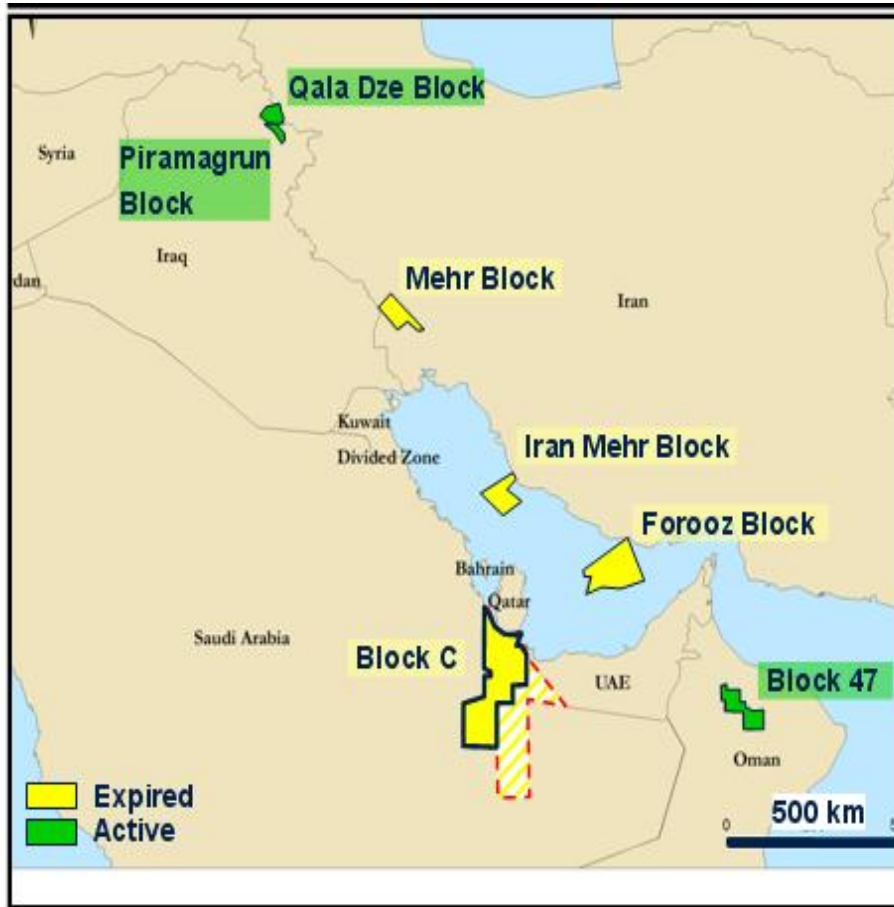 Qala Dze Block
Piramagrun
Block
Syria
Iraq
dan
Mehr Block
Iran
Kuwait
Divided Zone
Iran Mehr Block
Forooz Block
Bahrain
Qatar
Saudi Arabia
Block C
UAE
Block 47
Oman
Expired
Active
500 km
0